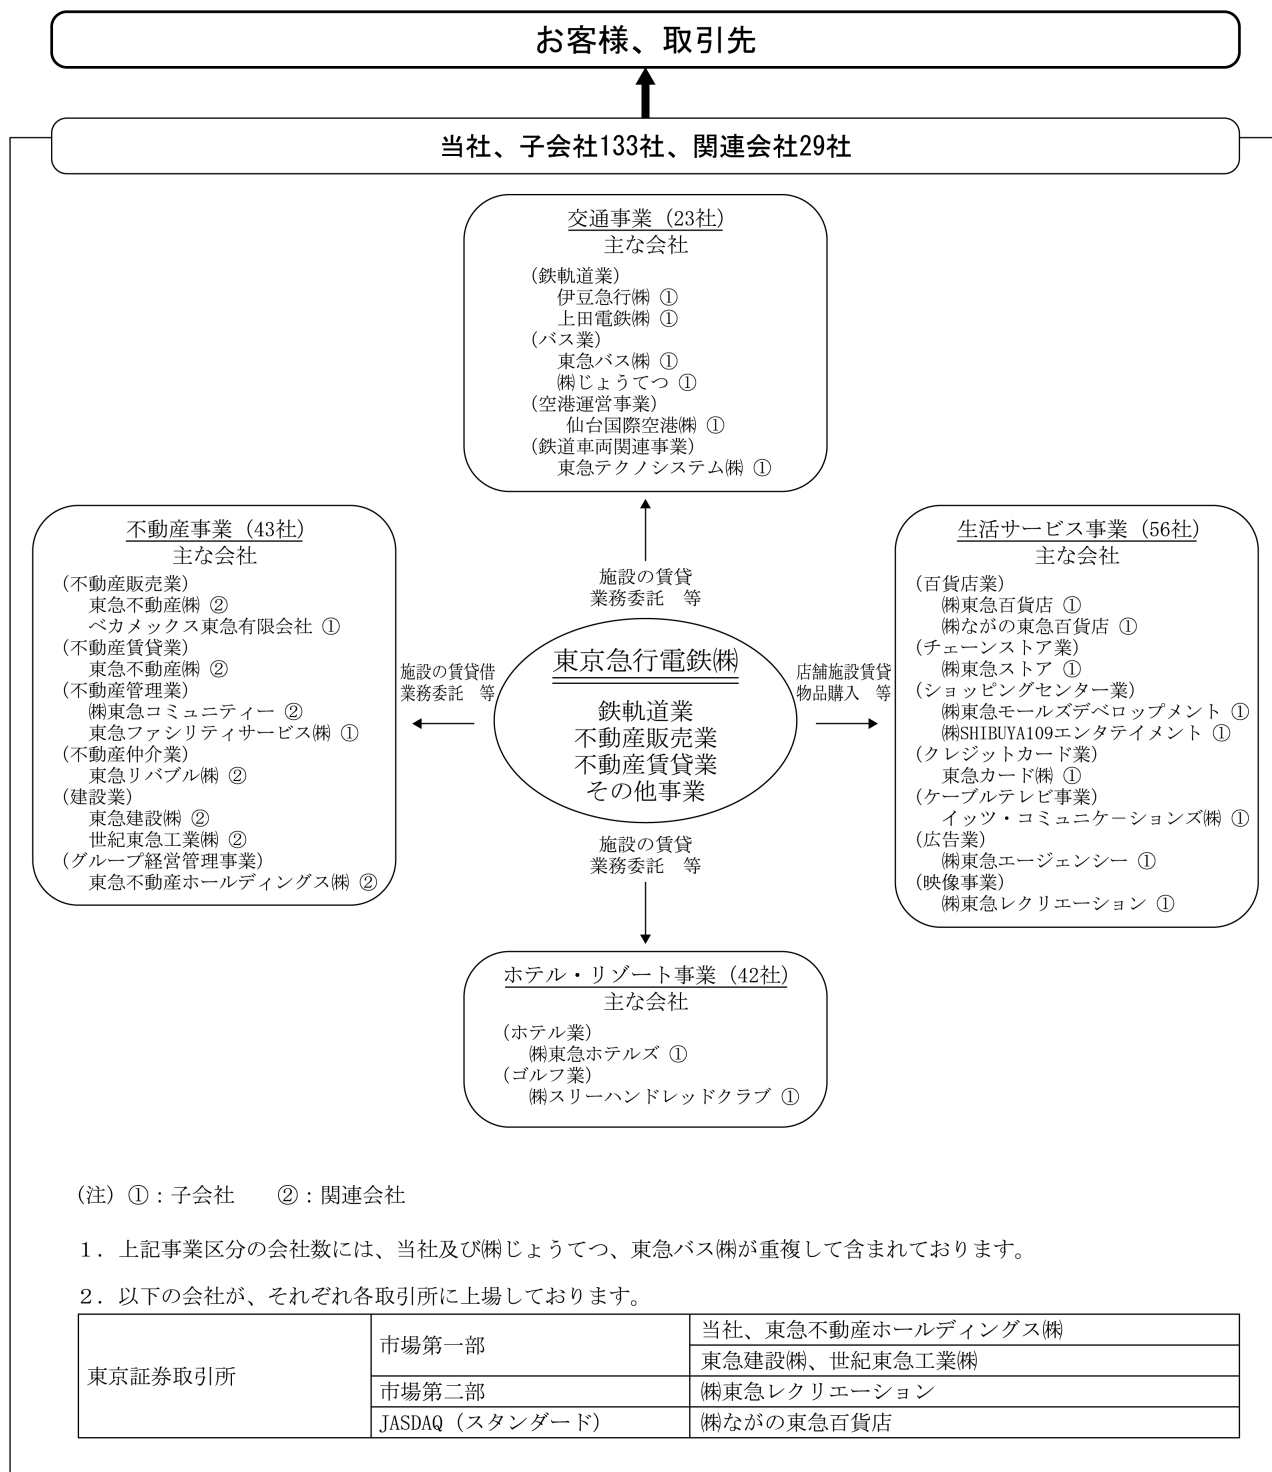 お客様、取引先
当社、子会社133社、関連会社29社
交通事業（23社）
主な会社
（鉄軌道業）
伊豆急行㈱ ①
上田電鉄㈱ ①
（バス業）
東急バス㈱ ①
㈱じょうてつ ①
（空港運営事業）
仙台国際空港㈱ ①
（鉄道車両関連事業）
東急テクノシステム㈱ ①
施設の賃貸
業務委託　等
不動産事業（43社）
主な会社
（不動産販売業）
東急不動産㈱ ②
ベカメックス東急有限会社 ①
（不動産賃貸業）
東急不動産㈱ ②
（不動産管理業）
㈱東急コミュニティー ②
東急ファシリティサービス㈱ ①
（不動産仲介業）
東急リバブル㈱ ②
（建設業）
東急建設㈱ ②
世紀東急工業㈱ ②
（グループ経営管理事業）
東急不動産ホールディングス㈱ ②
施設の賃貸借
業務委託　等
東京急行電鉄㈱
鉄軌道業
不動産販売業
不動産賃貸業
その他事業
店舗施設賃貸
物品購入　等
生活サービス事業（56社）
主な会社
（百貨店業）
㈱東急百貨店 ①
㈱ながの東急百貨店 ①
（チェーンストア業）
㈱東急ストア ①
（ショッピングセンター業）
㈱東急モールズデベロップメント ①
㈱SHIBUYA109エンタテイメント ①
（クレジットカード業）
東急カード㈱ ①
（ケーブルテレビ事業）
イッツ・コミュニケ－ションズ㈱ ①
（広告業）
㈱東急エージェンシー ①
（映像事業）
㈱東急レクリエーション ①
施設の賃貸
業務委託　等
ホテル・リゾート事業（42社）
主な会社
（ホテル業）
㈱東急ホテルズ ①
（ゴルフ業）
㈱スリーハンドレッドクラブ ①
（注）①：子会社　　②：関連会社
１．上記事業区分の会社数には、当社及び㈱じょうてつ、東急バス㈱が重複して含まれております。
２．以下の会社が、それぞれ各取引所に上場しております。
東京証券取引所
市場第一部
当社、東急不動産ホールディングス㈱
東急建設㈱、世紀東急工業㈱
市場第二部
㈱東急レクリエーション
JASDAQ（スタンダード）
㈱ながの東急百貨店